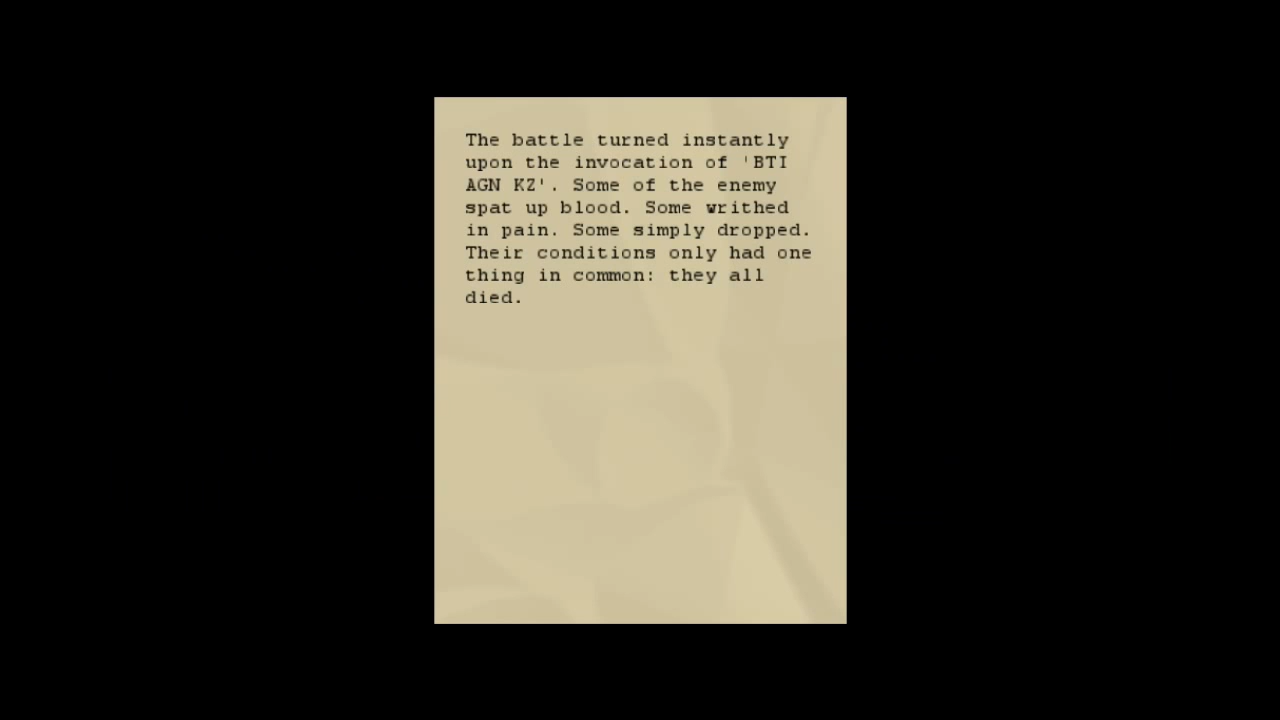 The battle turned instantly
upon the invocation of 'BTI
AGN KZ'. Some of the enemy
spat up blood. Some writhed
in pain. Some simply dropped.
Their conditions only had one
thing in common: they all
died.